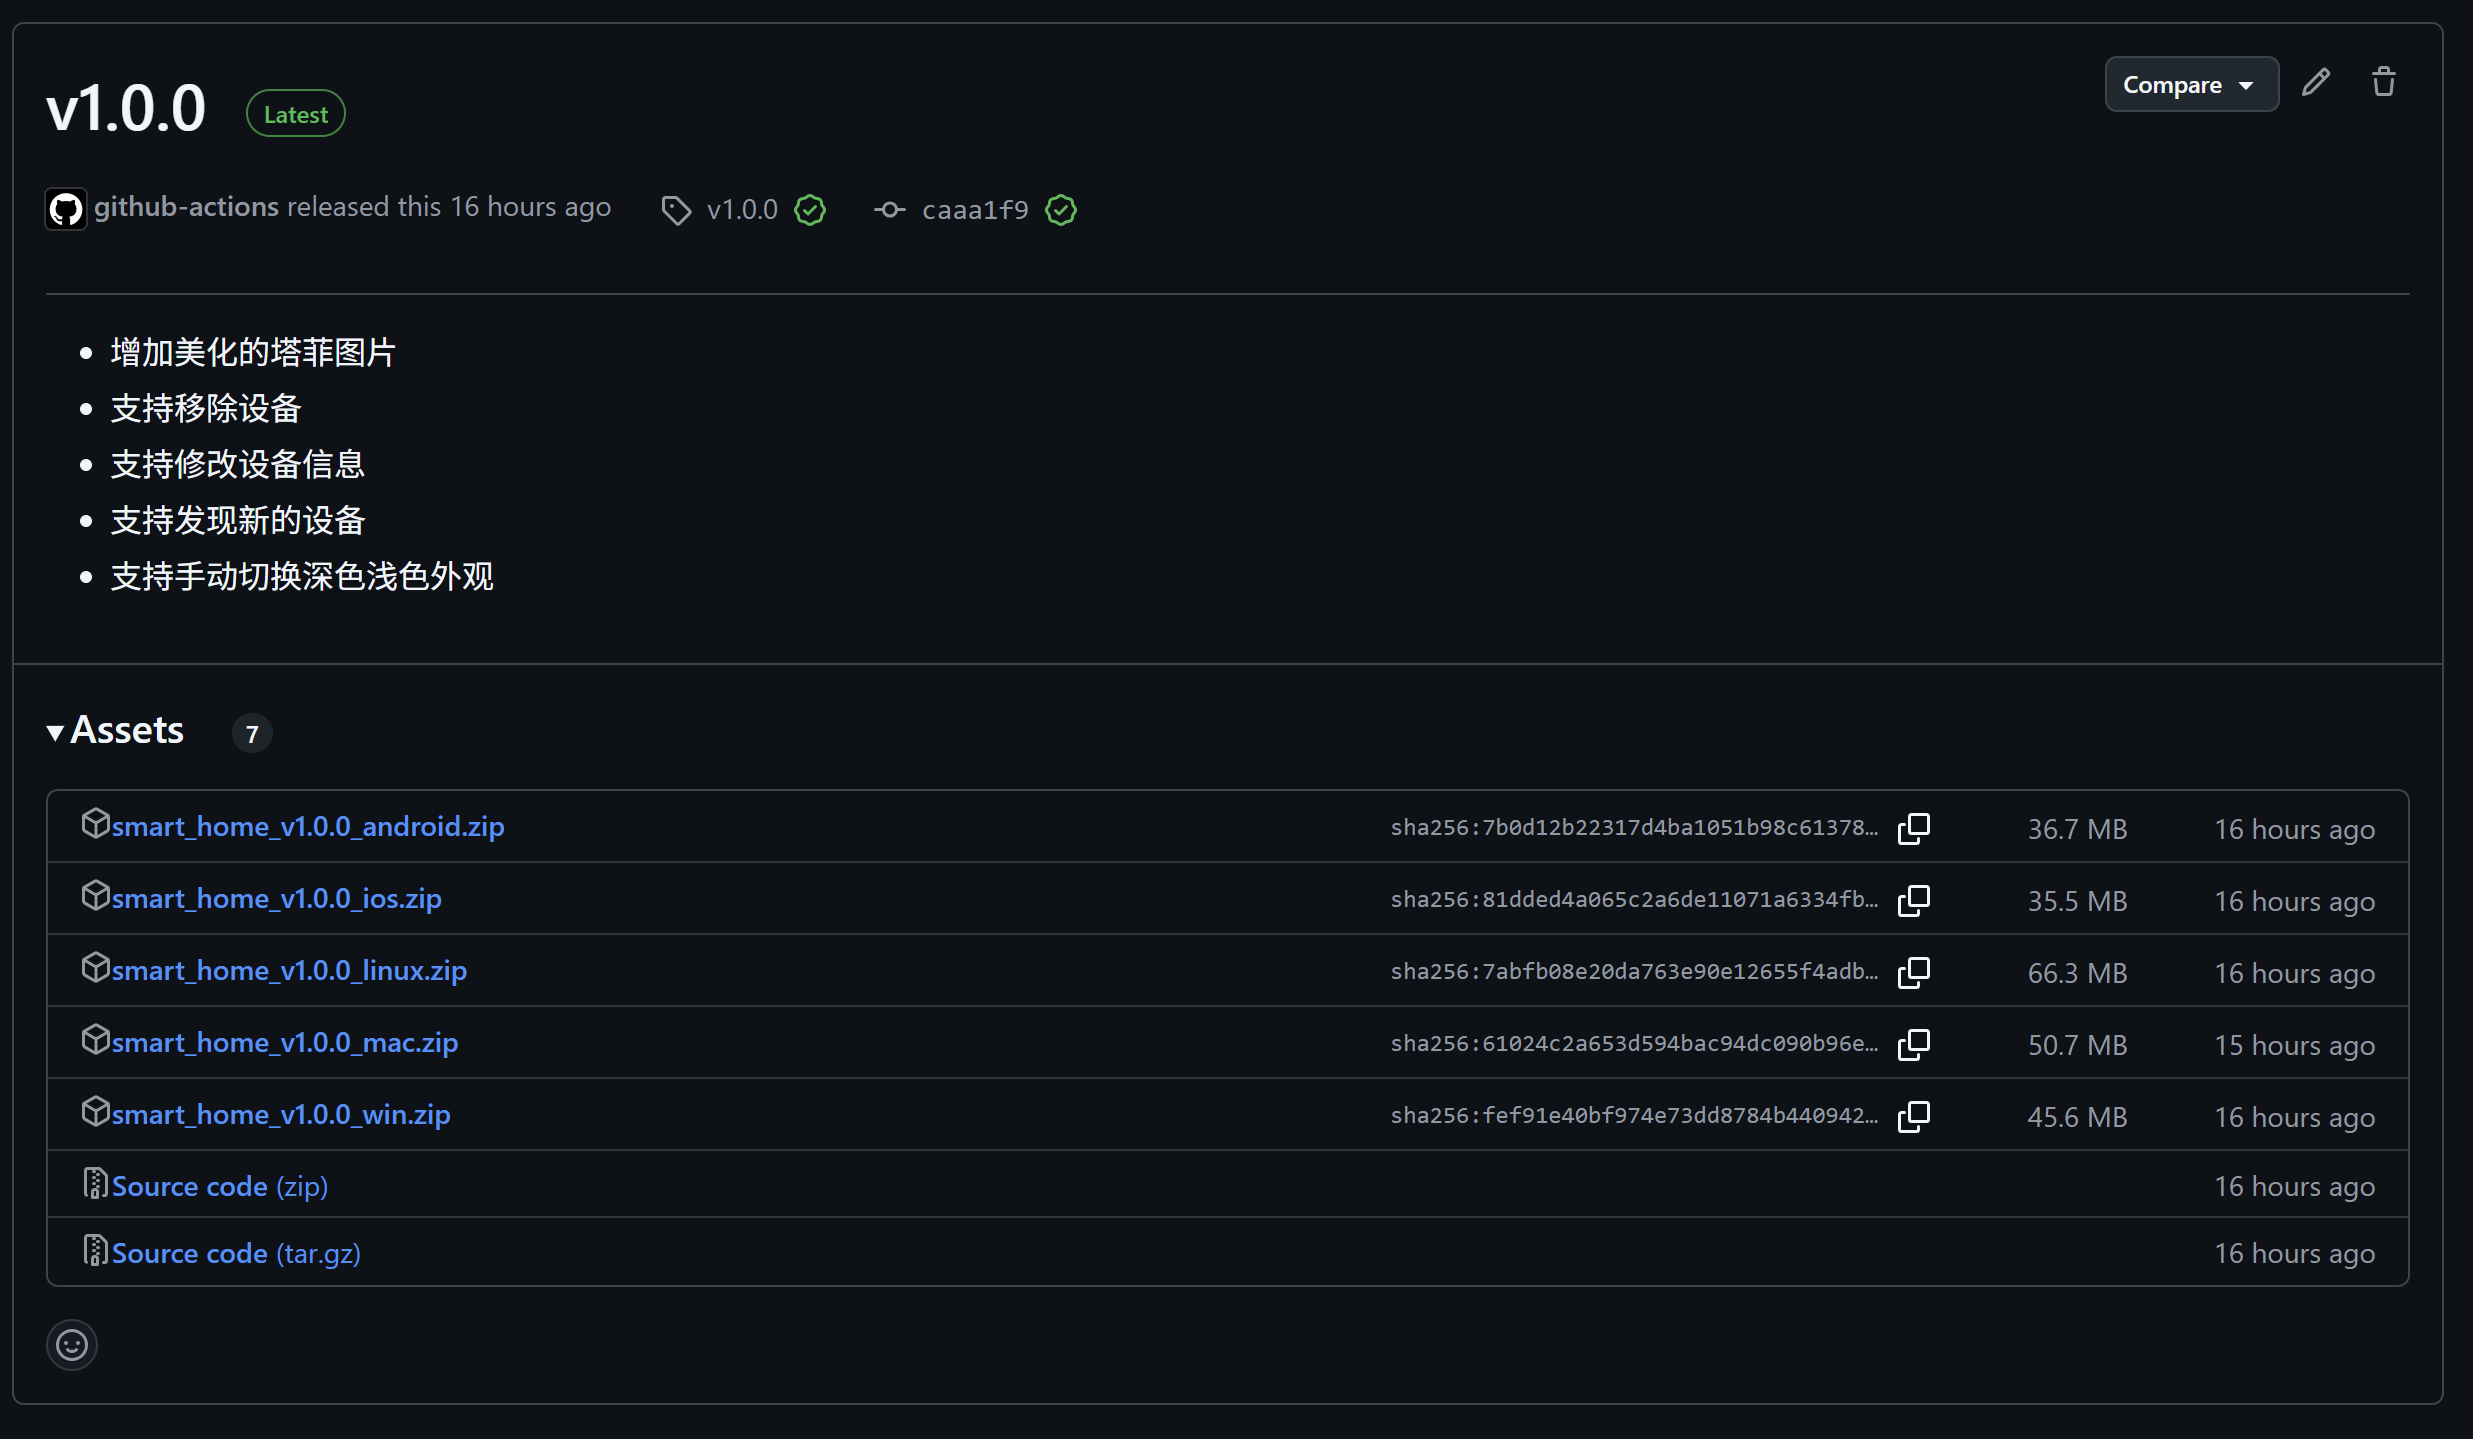 v1.0.0 Latest Compare
github-actions released this 16 hours ago v1.0.0 caaa1f9
增加美化的塔菲图片
支持移除设备
支持修改设备信息
支持发现新的设备
支持手动切换深色浅色外观
Assets 7
smart_home_v1.0.0_android.zip sha256:7b0d12b22317d4ba1051b98c61378… 36.7 MB 16 hours ago
smart_home_v1.0.0_ios.zip sha256:81dded4a065c2a6de11071a6334fb… 35.5 MB 16 hours ago
smart_home_v1.0.0_linux.zip sha256:7abfb08e20da763e90e12655f4adb… 66.3 MB 16 hours ago
smart_home_v1.0.0_mac.zip sha256:61024c2a653d594bac94dc090b96e… 50.7 MB 15 hours ago
smart_home_v1.0.0_win.zip sha256:fef91e40bf974e73dd8784b440942… 45.6 MB 16 hours ago
Source code (zip) 16 hours ago
Source code (tar.gz) 16 hours ago